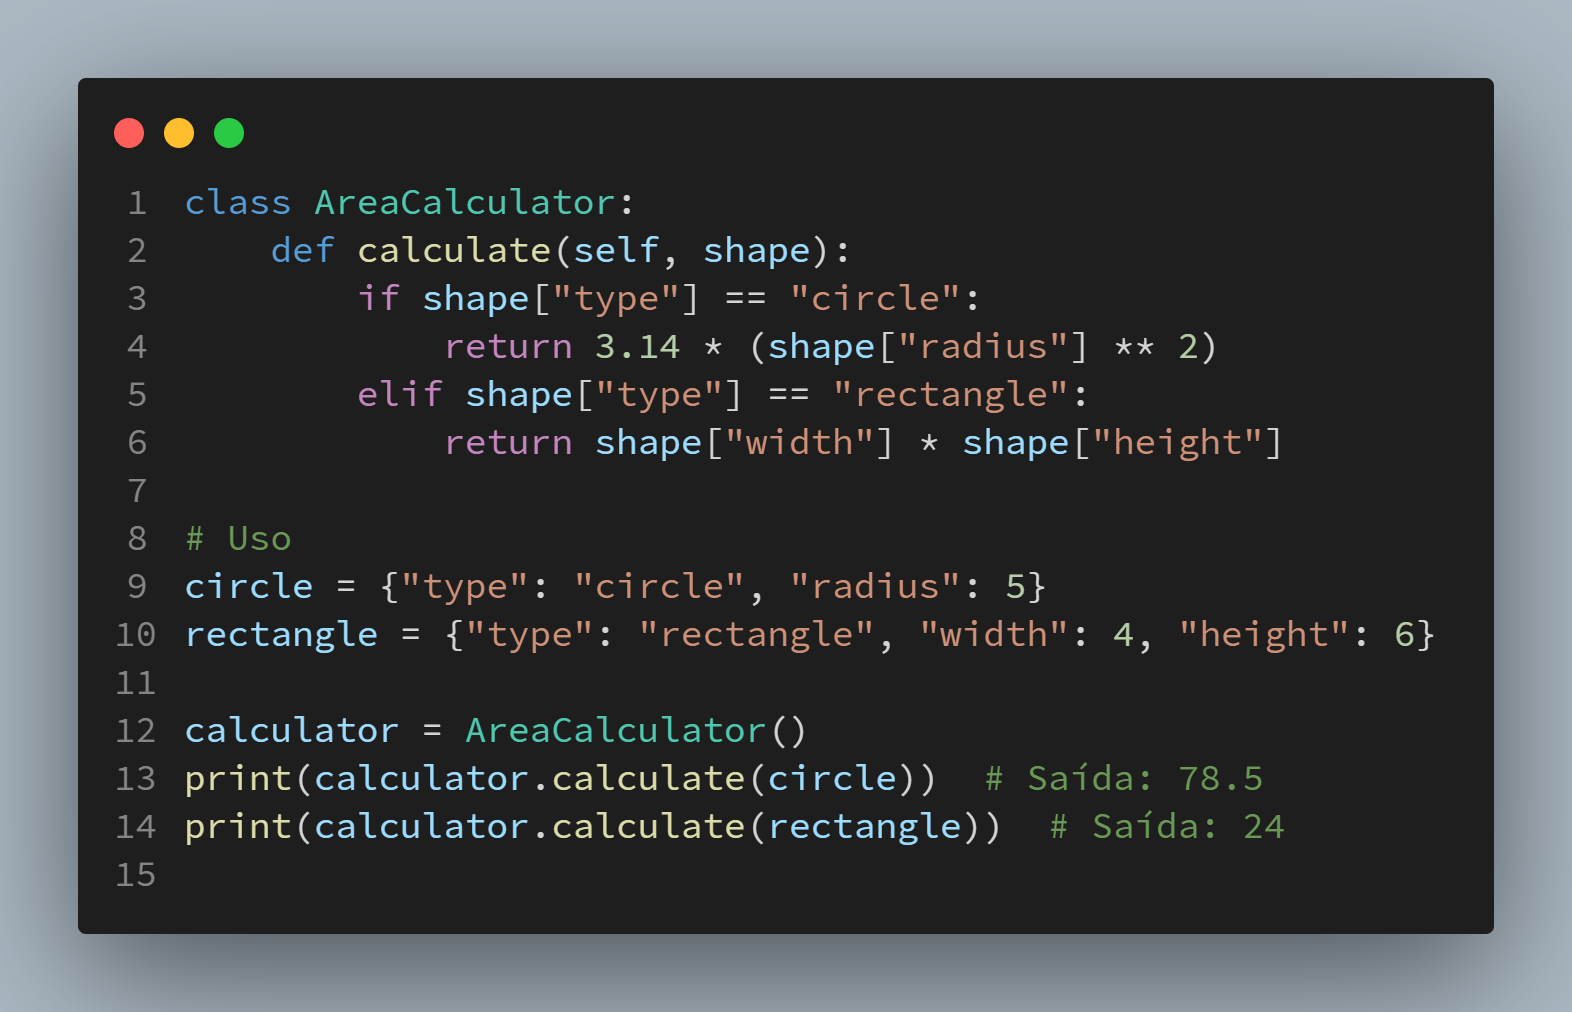 1 class AreaCalculator:
2     def calculate(self, shape):
3         if shape["type"] == "circle":
4             return 3.14 * (shape["radius"] ** 2)
5         elif shape["type"] == "rectangle":
6             return shape["width"] * shape["height"]
7
8 # Uso
9 circle = {"type": "circle", "radius": 5}
10 rectangle = {"type": "rectangle", "width": 4, "height": 6}
11
12 calculator = AreaCalculator()
13 print(calculator.calculate(circle))  # Saída: 78.5
14 print(calculator.calculate(rectangle))  # Saída: 24
15